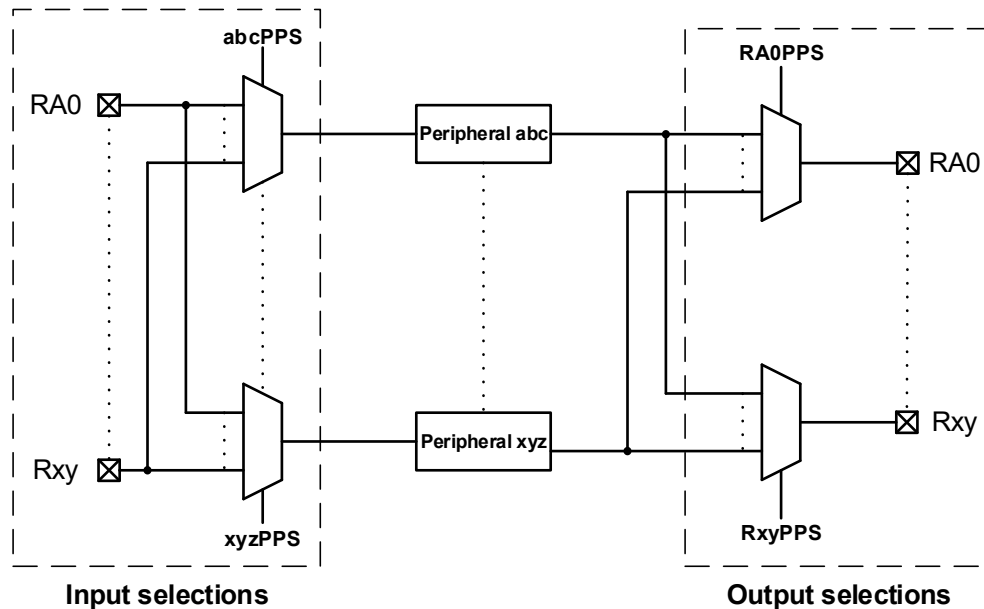 abcPPS
RA0PPS
RA0
Peripheral abc
RA0
Rxy
Peripheral xyz
Rxy
xyzPPS
RxyPPS
Input selections
Output selections